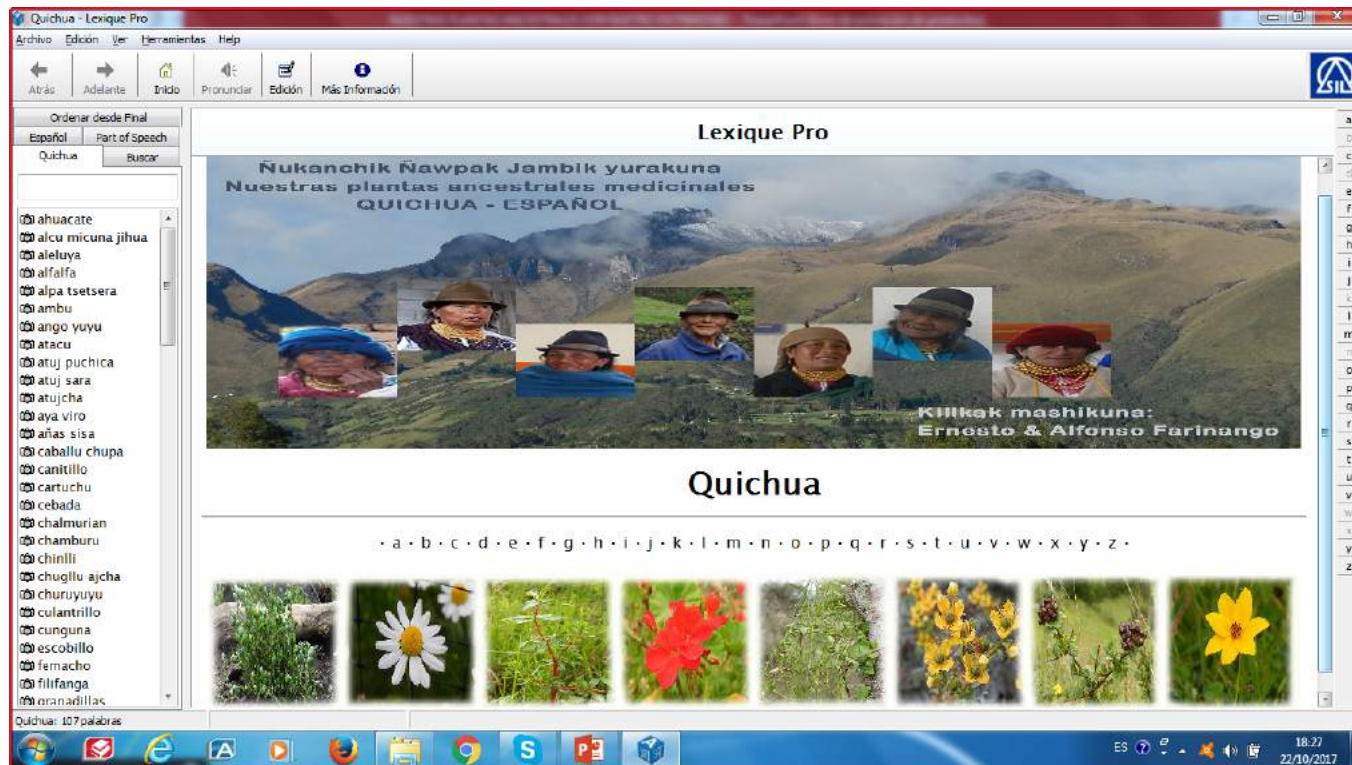 Quichua - Lexique Pro
Archivo Edición Ver Herramientas Help
Atrás Adelante Inicio Pronunciar Edición Más Información
SIL
Ordenar desde Final
Español Part of Speech
Quichua Buscar
ahuacate
alcu micuna jihua
aleluya
alfalfa
alpa tsetsera
ambu
ango yuyu
atacu
atuj puchica
atuj sara
atujcha
aya viro
añas sisa
caballu chupa
canitillo
cartuchu
cebada
chalmurian
chamburu
chinlli
chugllu ajcha
churuyuyu
culantrillo
cunguna
escobillo
femacho
filifanga
granadillas
Quichua: 107 palabras
Lexique Pro
Ñukanchik Ñawpak Jambik yurakuna
Nuestras plantas ancestrales medicinales
QUICHUA - ESPAÑOL
Killkak mashikuna:
Ernesto & Alfonso Farinango
Quichua
· a · b · c · d · e · f · g · h · i · j · k · l · m · n · o · p · q · r · s · t · u · v · w · x · y · z ·
a
c
e
f
g
h
i
j
k
l
m
n
o
p
q
r
s
t
u
v
w
x
y
z
ES
18:27
22/10/2017